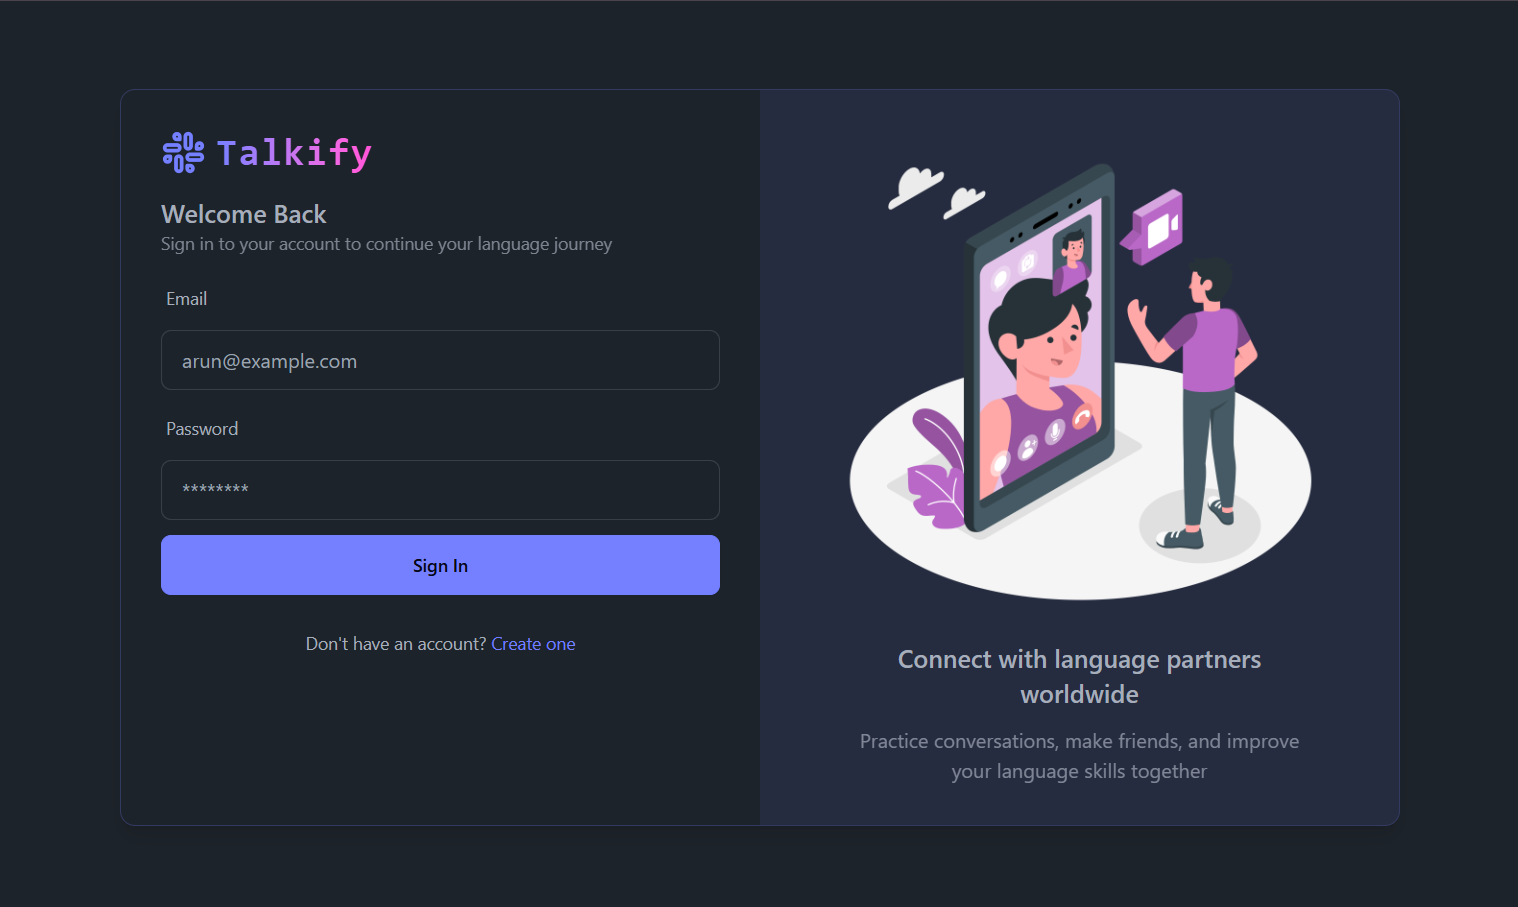 Talkify
Welcome Back
Sign in to your account to continue your language journey
Email
arun@example.com
Password
********
Sign In
Don't have an account? Create one
Connect with language partners
worldwide
Practice conversations, make friends, and improve
your language skills together